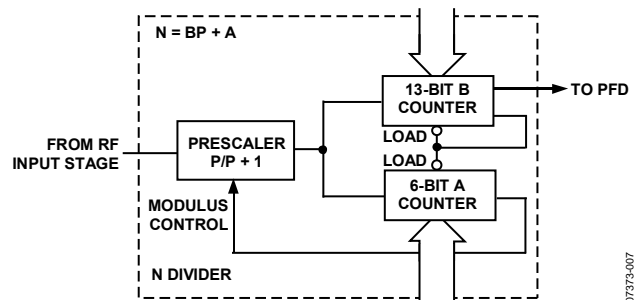 N = BP + A
13-BIT B
COUNTER
TO PFD
LOAD
LOAD
FROM RF
INPUT STAGE
PRESCALER
P/P + 1
6-BIT A
COUNTER
MODULUS
CONTROL
N DIVIDER
07373-007